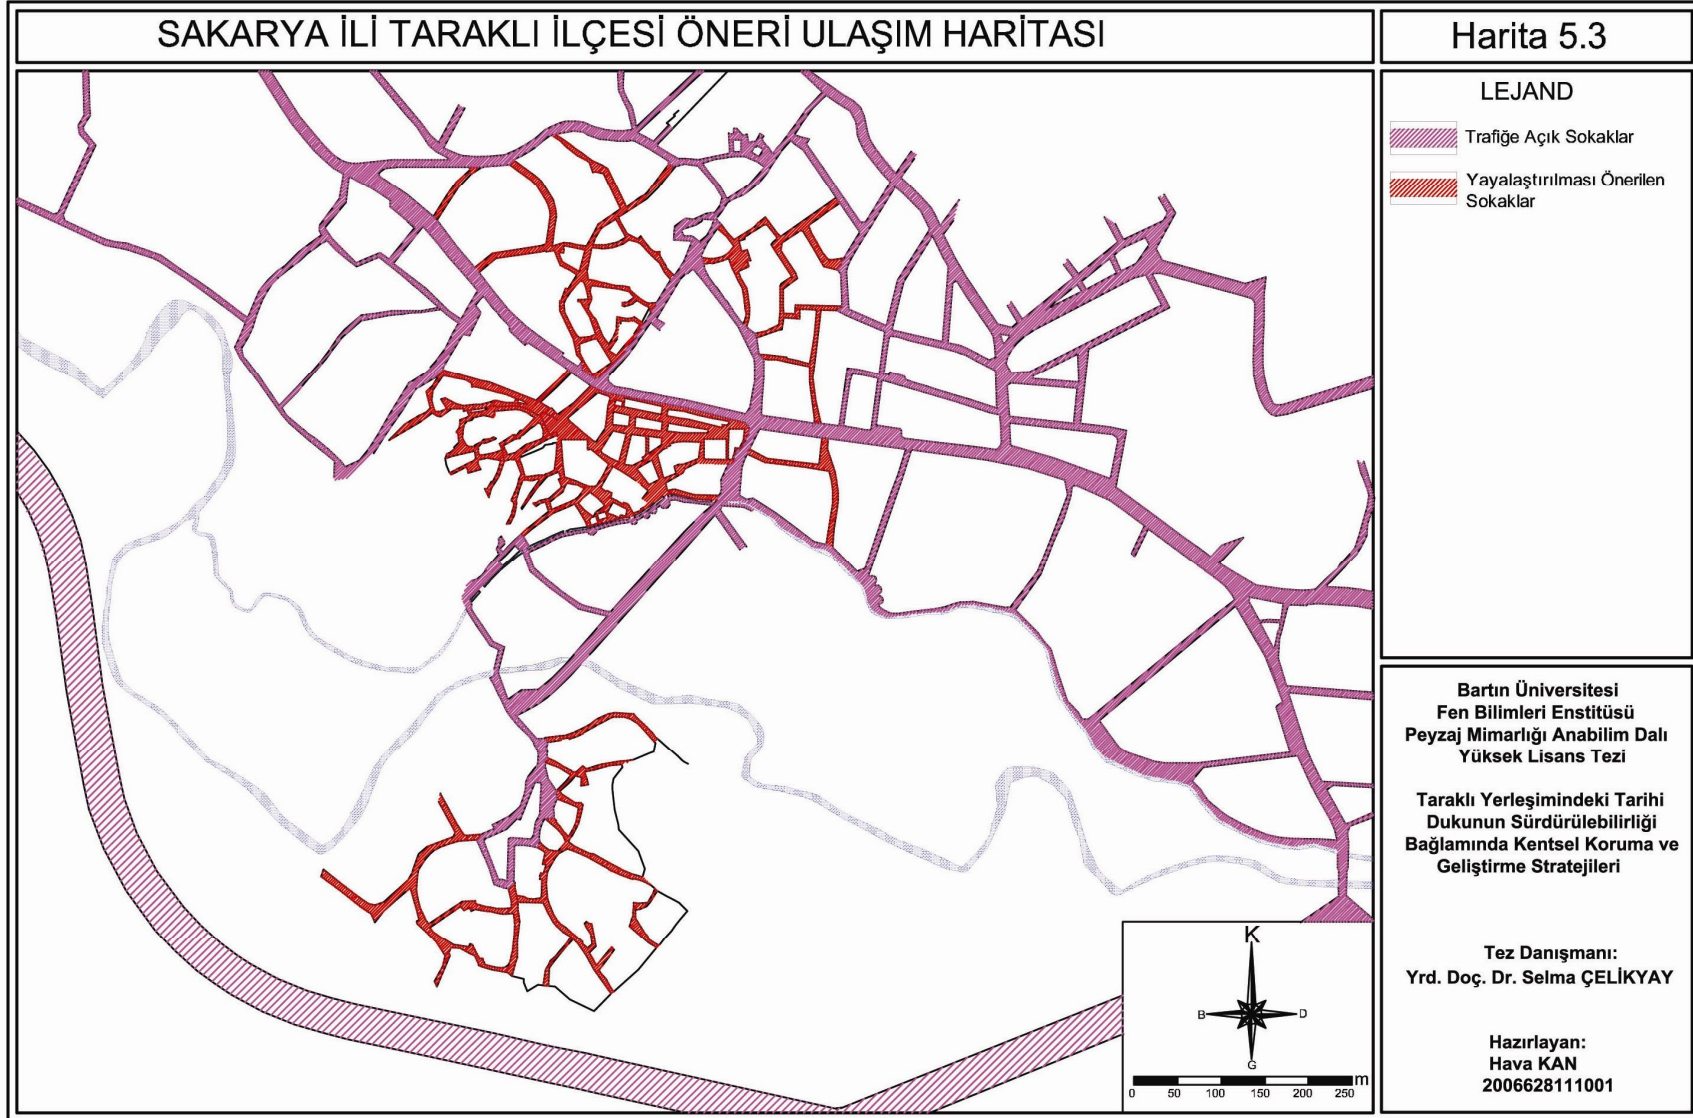 SAKARYA İLİ TARAKLI İLÇESİ ÖNERİ ULAŞIM HARİTASI
Harita 5.3
LEJAND
Trafiğe Açık Sokaklar
Yayalaştırılması Önerilen
Sokaklar
Bartın Üniversitesi
Fen Bilimleri Enstitüsü
Peyzaj Mimarlığı Anabilim Dalı
Yüksek Lisans Tezi
Taraklı Yerleşimindeki Tarihi
Dukunun Sürdürülebilirliği
Bağlamında Kentsel Koruma ve
Geliştirme Stratejileri
Tez Danışmanı:
Yrd. Doç. Dr. Selma ÇELİKYAY
Hazırlayan:
Hava KAN
2006628111001
K
B D
G
0 50 100 150 200 250 m